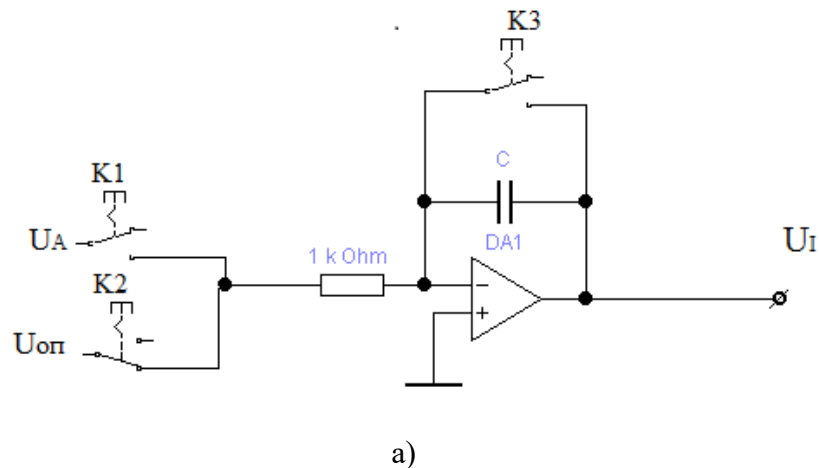 K3
C
K1
UA
DA1
UI
1 k Ohm
K2
−
+
Uоп
а)